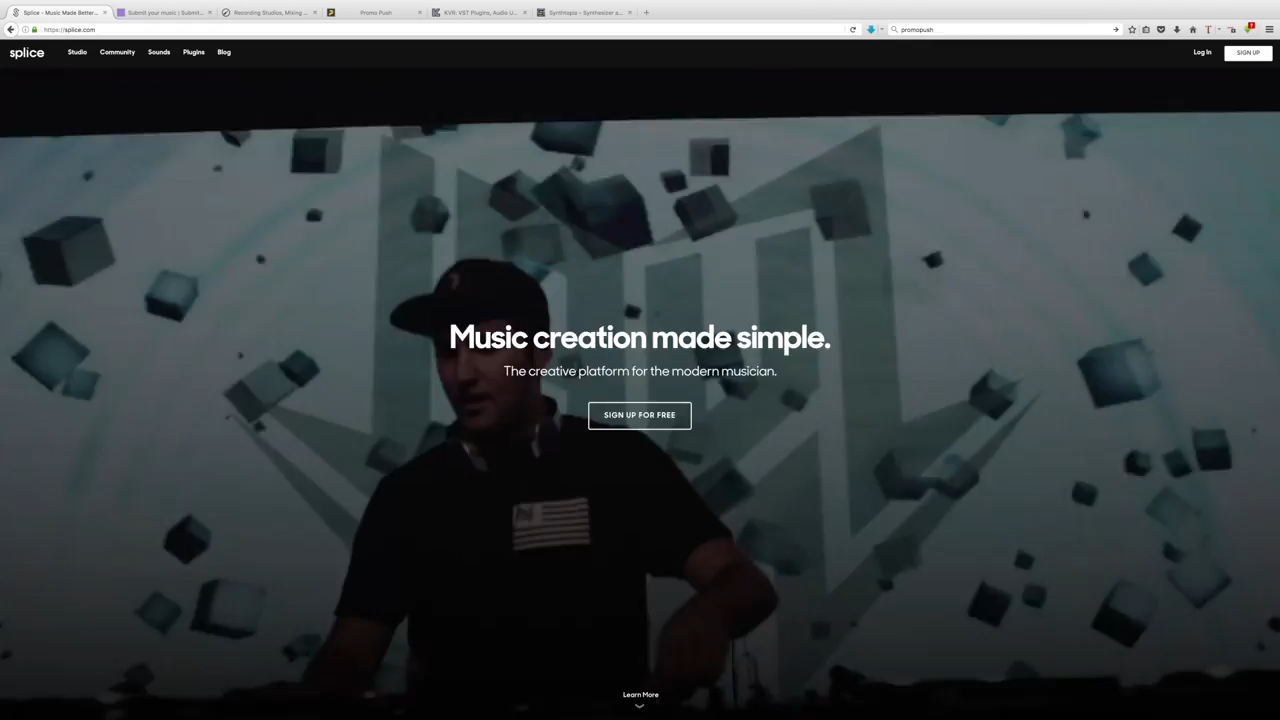 Splice - Music Made Better...
Submit your music | Submit...
Recording Studios, Mixing ...
Promo Push
KVR: VST Plugins, Audio U...
Synthtopia – Synthesizer a...
https://splice.com
promopush
splice
Studio
Community
Sounds
Plugins
Blog
Log In
SIGN UP
Music creation made simple.
The creative platform for the modern musician.
SIGN UP FOR FREE
Learn More